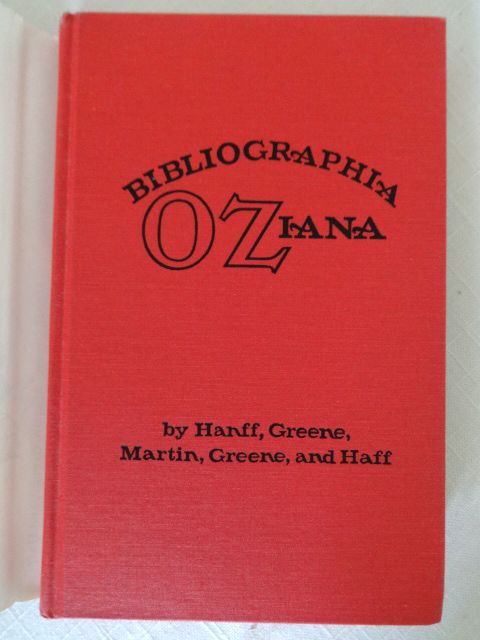 BIBLIOGRAPHIA
OZIANA
by Hanff, Greene,
Martin, Greene, and Haff